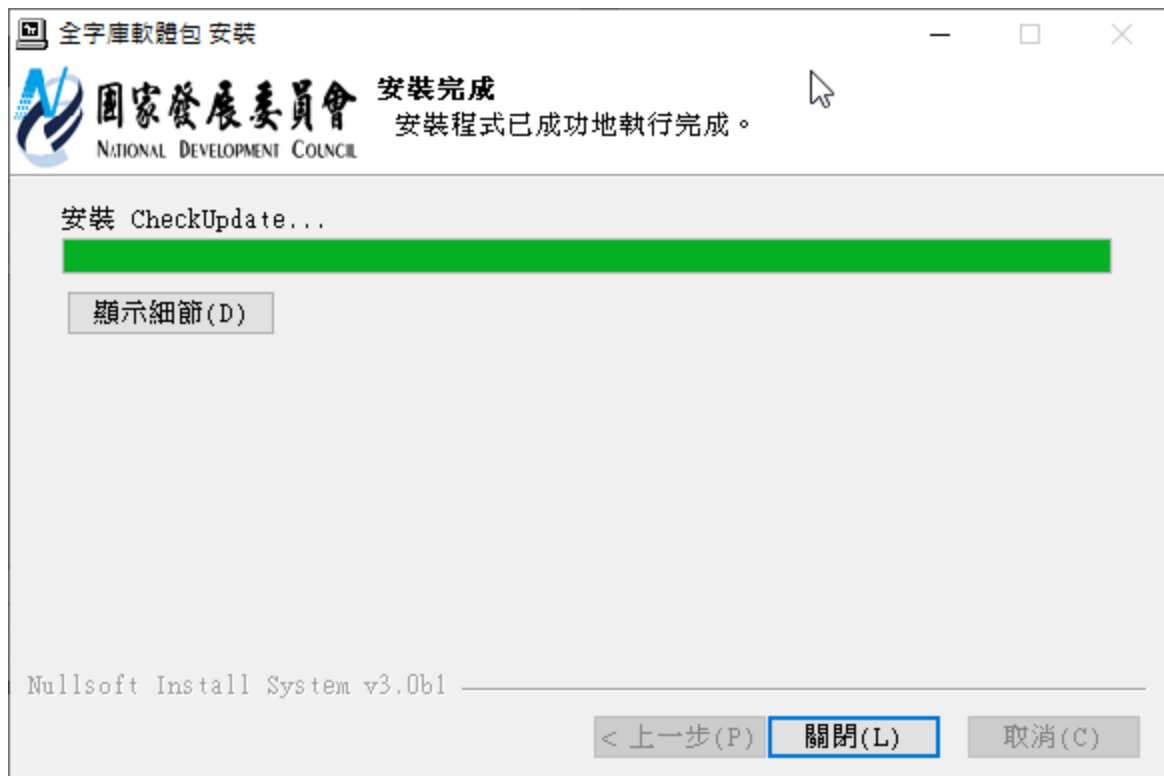 全字庫軟體包 安裝
國家發展委員會
NATIONAL DEVELOPMENT COUNCIL
安裝完成
安裝程式已成功地執行完成。
安裝 CheckUpdate...
顯示細節(D)
Nullsoft Install System v3.0b1
< 上一步(P)
關閉(L)
取消(C)